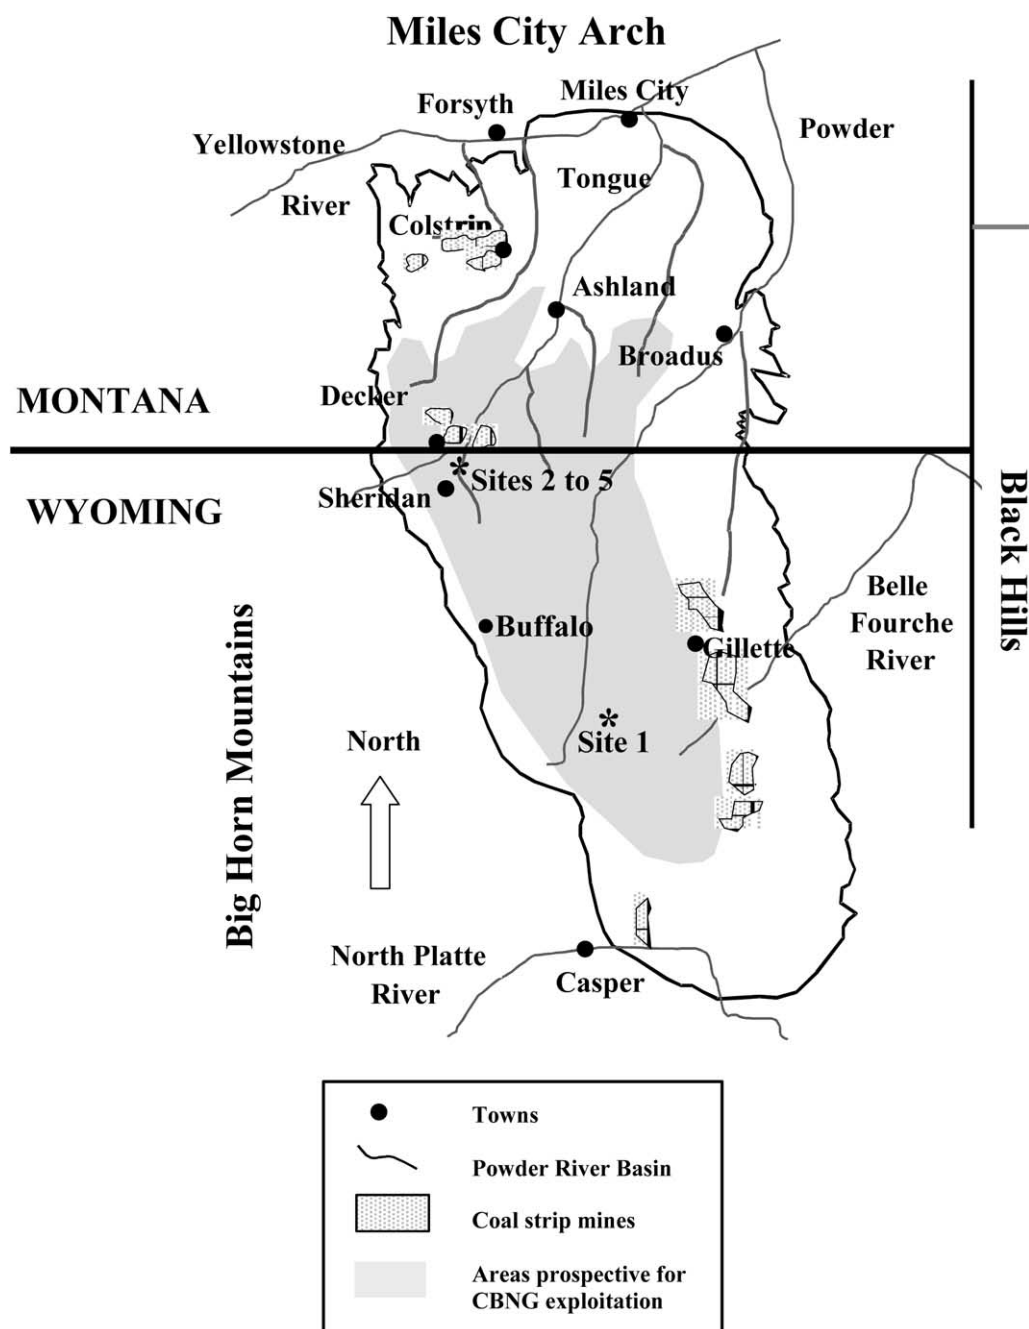 Miles City Arch
Forsyth
Miles City
Powder
Yellowstone
River
Tongue
Colstrip
Ashland
Broadus
Decker
MONTANA
WYOMING
Sheridan
* Sites 2 to 5
Black Hills
Belle
Fourche
River
Buffalo
Gillette
*
Site 1
North
Big Horn Mountains
North Platte
River
Casper
Towns
Powder River Basin
Coal strip mines
Areas prospective for
CBNG exploitation